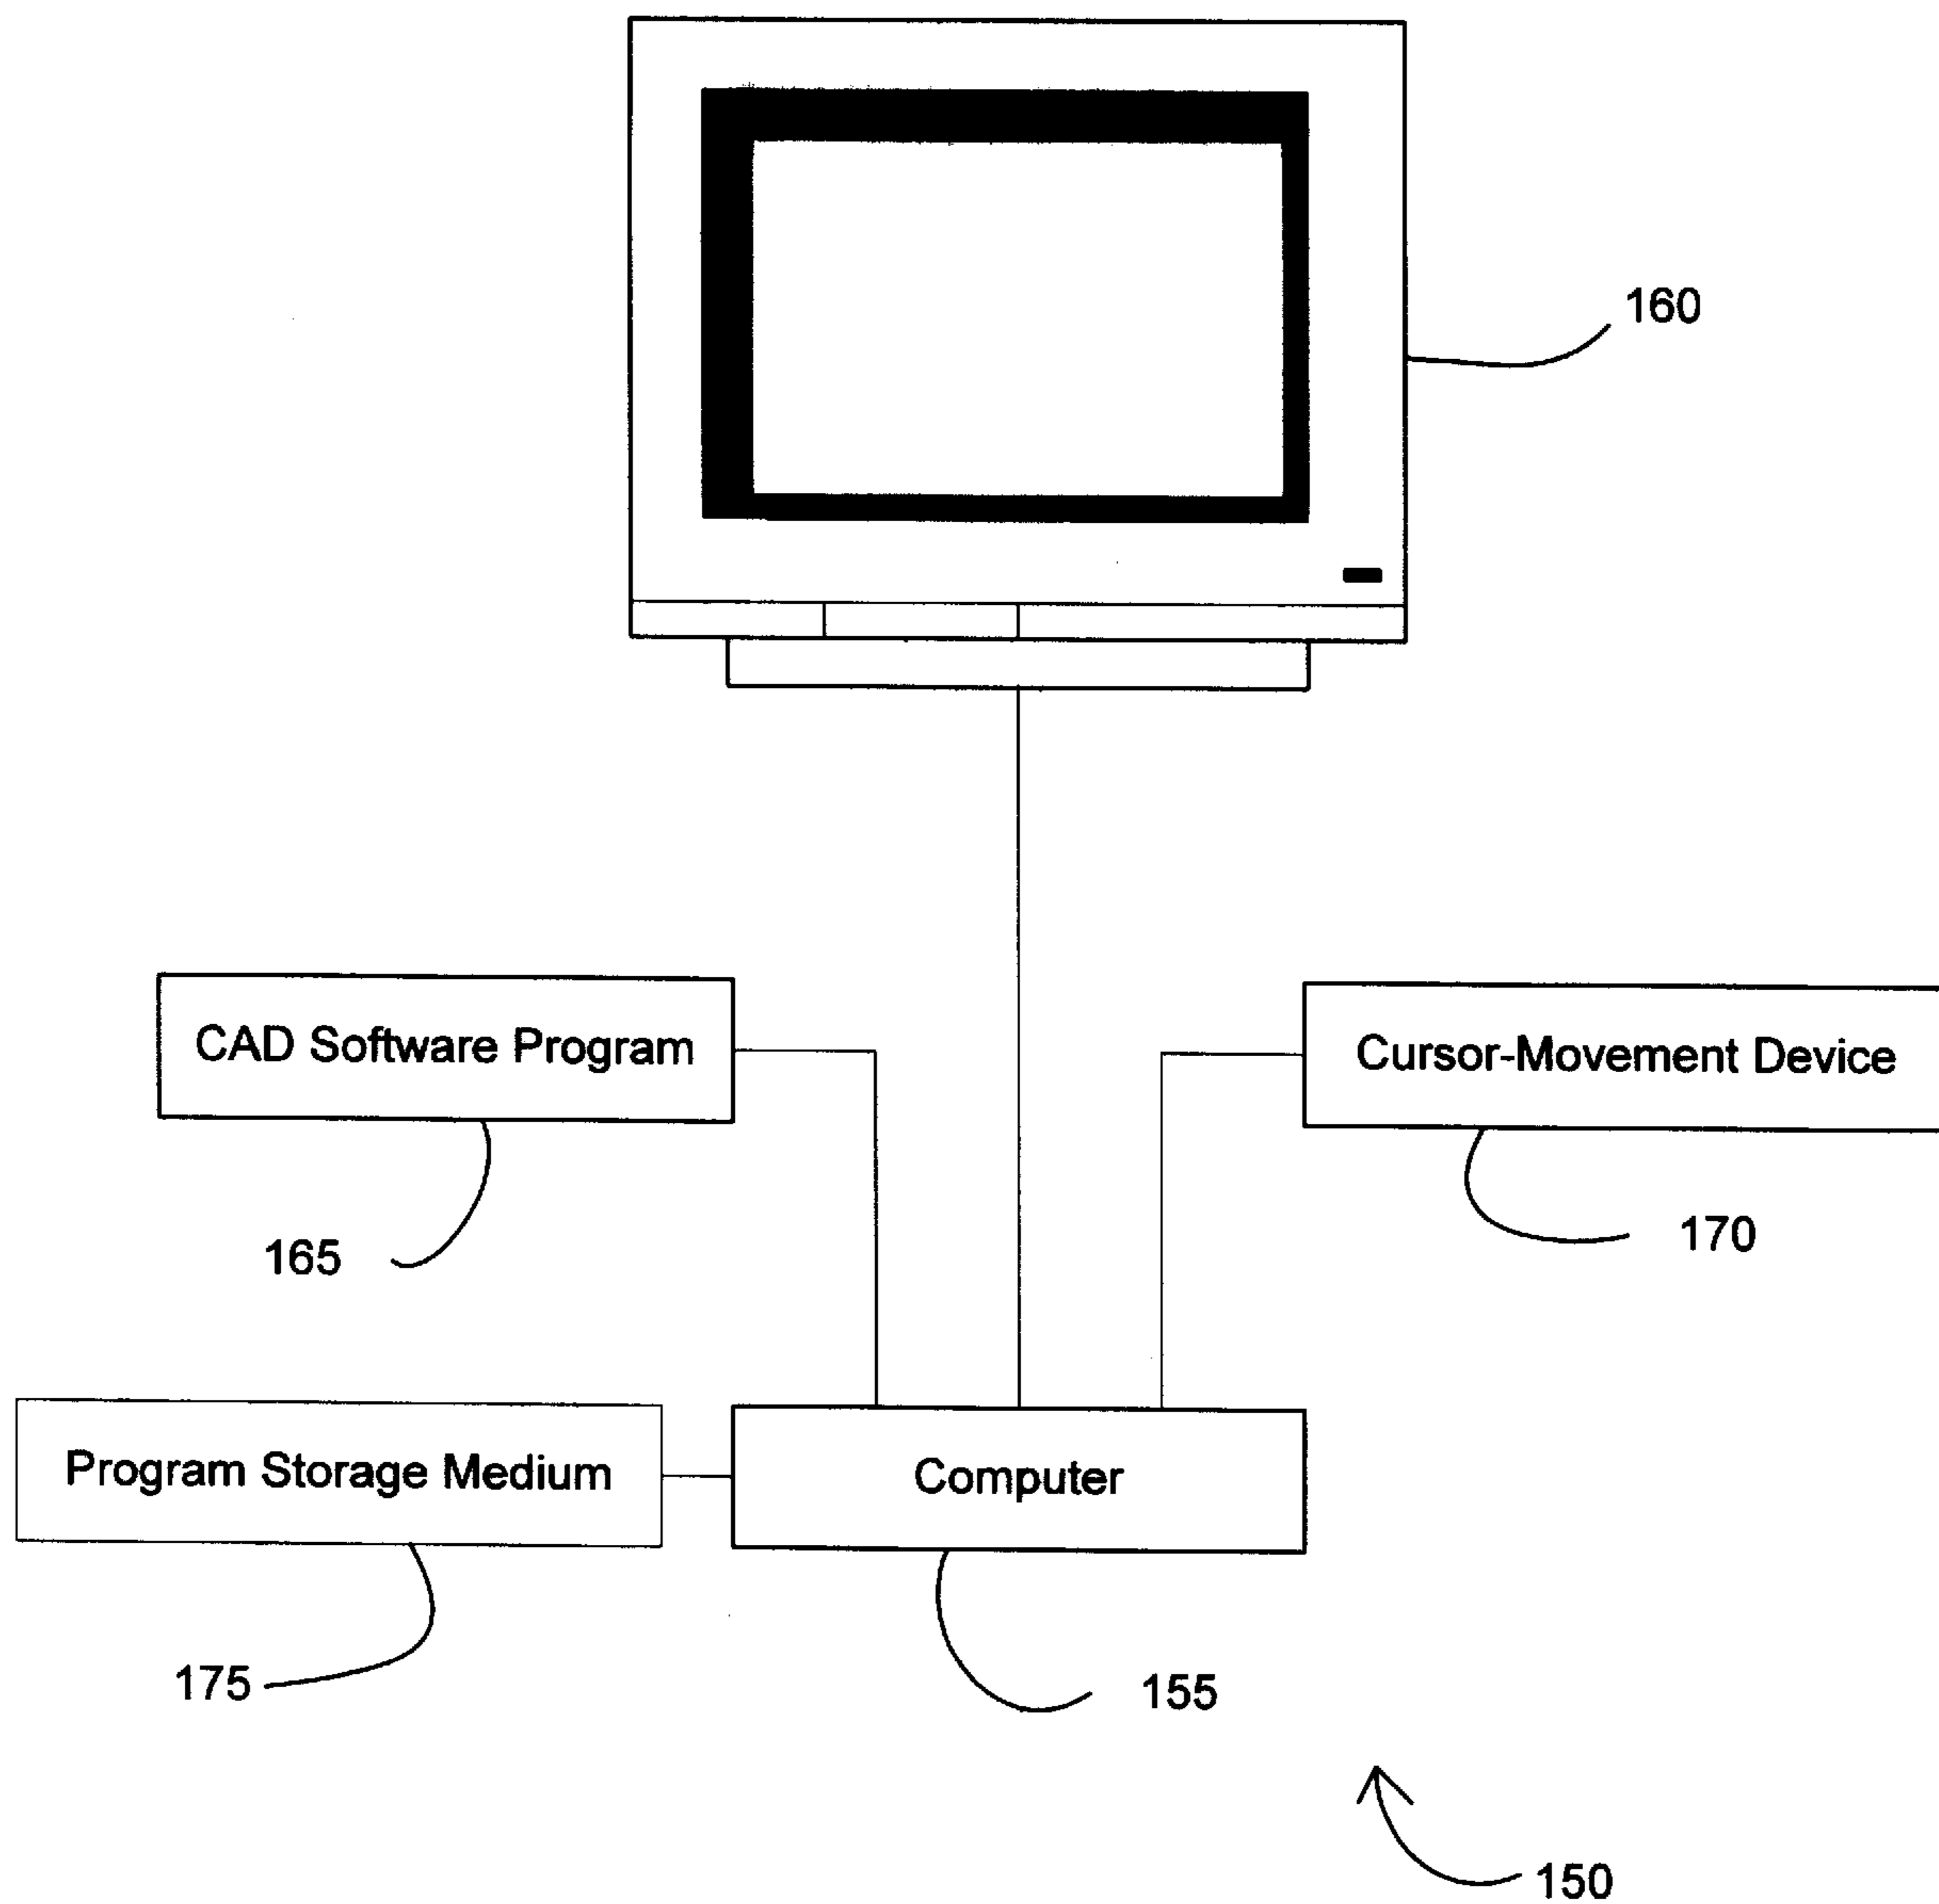 160
CAD Software Program
Cursor-Movement Device
165
170
Program Storage Medium
Computer
175
155
150